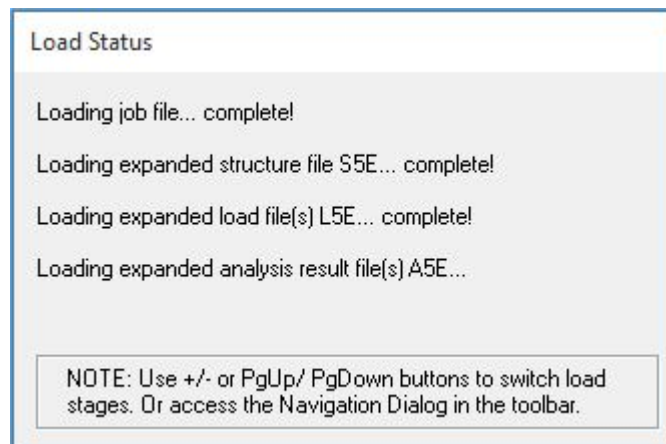 Load Status
Loading job file... complete!
Loading expanded structure file S5E... complete!
Loading expanded load file(s) L5E... complete!
Loading expanded analysis result file(s) A5E...
NOTE: Use +/- or PgUp/ PgDown buttons to switch load
stages. Or access the Navigation Dialog in the toolbar.